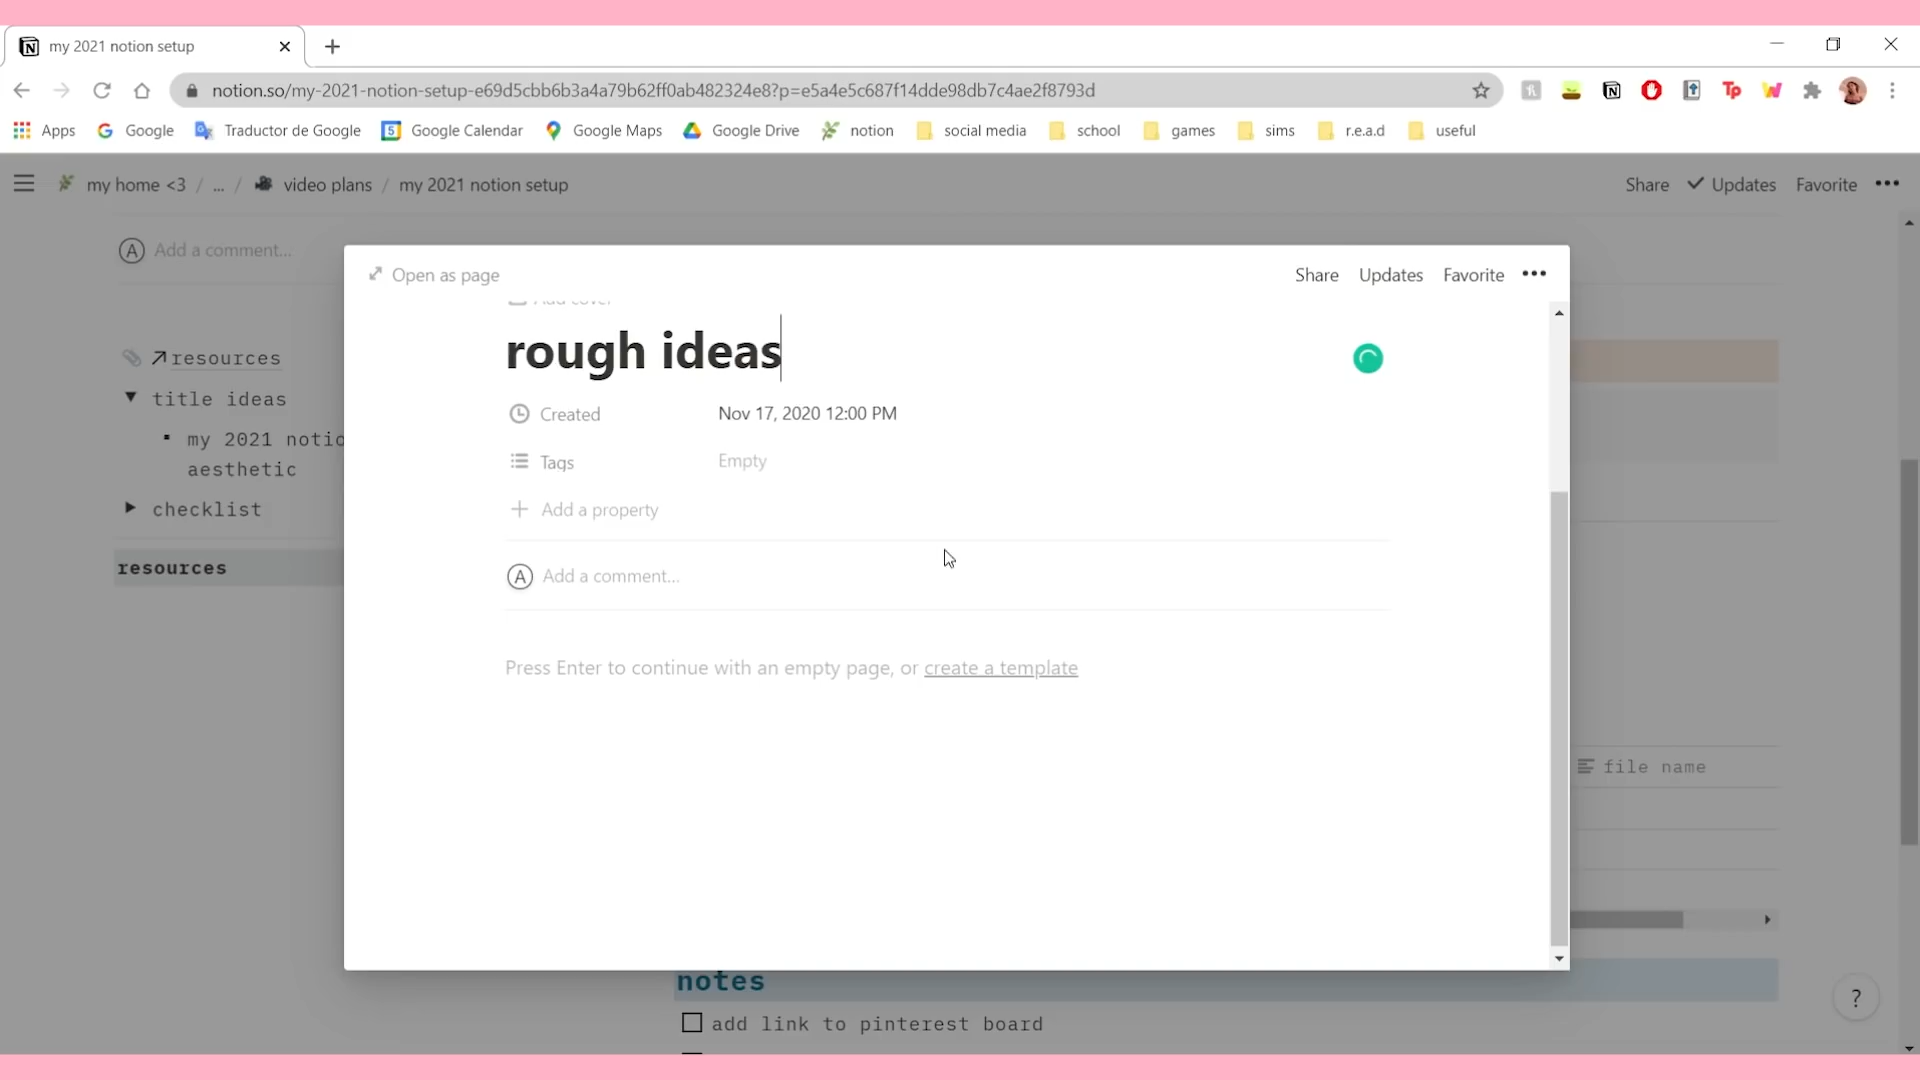 my 2021 notion setup
notion.so/my-2021-notion-setup-e69d5cbb6b3a4a79b62ff0ab482324e8?p=e5a4e5c687f14dde98db7c4ae2f8793d
Apps Google Traductor de Google 5 Google Calendar Google Maps Google Drive notion social media school games sims r.e.a.d useful
my home <3 / ... / video plans / my 2021 notion setup Share Updates Favorite
A Add a comment...
Open as page Share Updates Favorite
Add cover
rough ideas
resources
title ideas
my 2021 notio
aesthetic
checklist
resources
Created Nov 17, 2020 12:00 PM
Tags Empty
Add a property
A Add a comment...
Press Enter to continue with an empty page, or create a template
file name
notes
add link to pinterest board
?